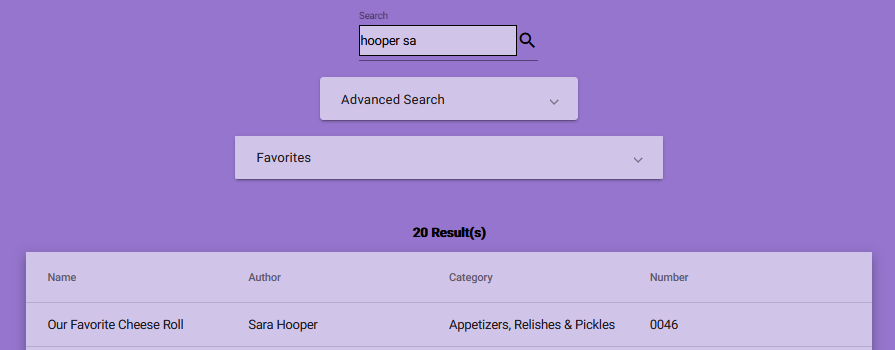 Search
hooper sa
Advanced Search
Favorites
20 Result(s)
Name Author Category Number
Our Favorite Cheese Roll Sara Hooper Appetizers, Relishes & Pickles 0046